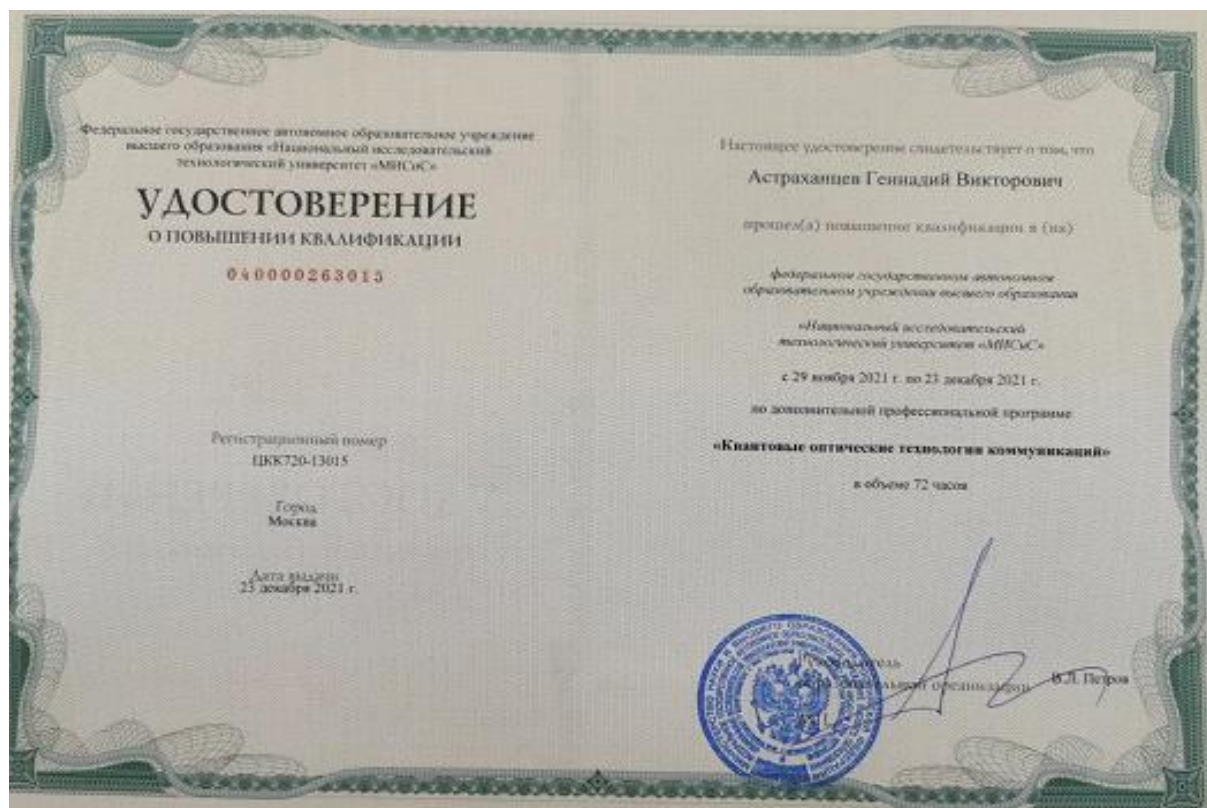 Федеральное государственное автономное образовательное учреждение
высшего образования «Национальный исследовательский
технологический университет «МИСиС»
УДОСТОВЕРЕНИЕ
О ПОВЫШЕНИИ КВАЛИФИКАЦИИ
040000263015
Регистрационный номер
ЦКК720-13015
Город
Москва
Дата выдачи
23 декабря 2021 г.
Настоящее удостоверение свидетельствует о том, что
Астраханцев Геннадий Викторович
прошел(а) повышение квалификации в (на)
федеральном государственном автономном
образовательном учреждении высшего образования
«Национальный исследовательский
технологический университет «МИСиС»
с 29 ноября 2021 г. по 23 декабря 2021 г.
по дополнительной профессиональной программе
«Квантовые оптические технологии коммуникаций»
в объеме 72 часов
Руководитель
образовательной организации
В.Л. Петров